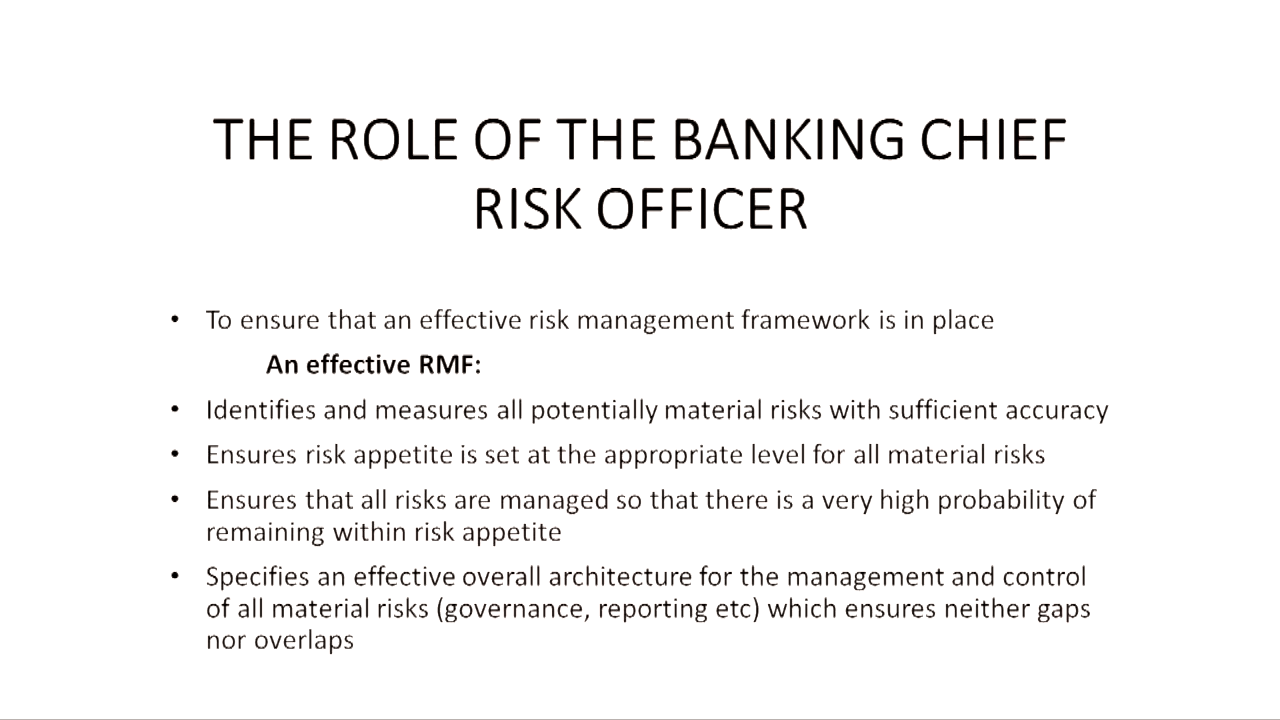 THE ROLE OF THE BANKING CHIEF
RISK OFFICER
• To ensure that an effective risk management framework is in place
An effective RMF:
• Identifies and measures all potentially material risks with sufficient accuracy
• Ensures risk appetite is set at the appropriate level for all material risks
• Ensures that all risks are managed so that there is a very high probability of
remaining within risk appetite
• Specifies an effective overall architecture for the management and control
of all material risks (governance, reporting etc) which ensures neither gaps
nor overlaps